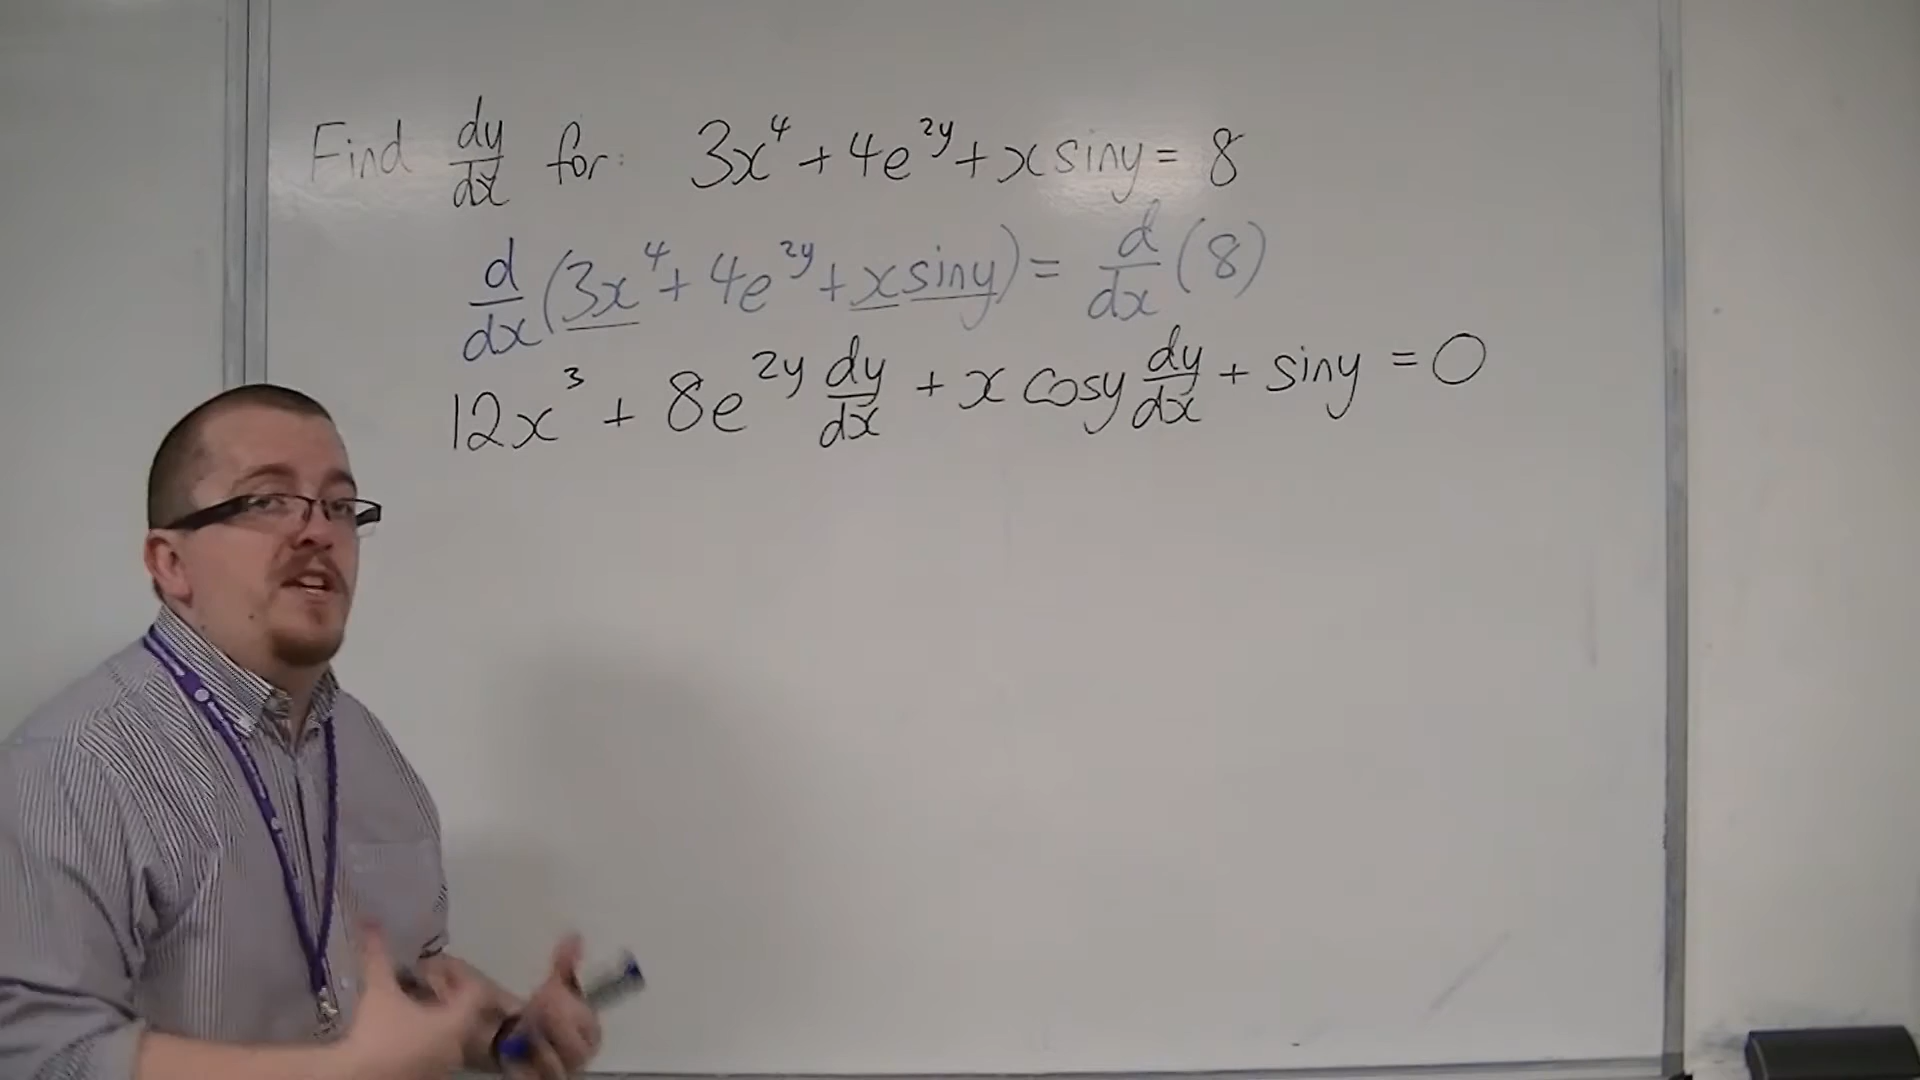 Find dy/dx for: 3x⁴ + 4e²ʸ + x siny = 8
d/dx (3x⁴ + 4e²ʸ + x siny) = d/dx (8)
12x³ + 8e²ʸ dy/dx + x cosy dy/dx + siny = 0